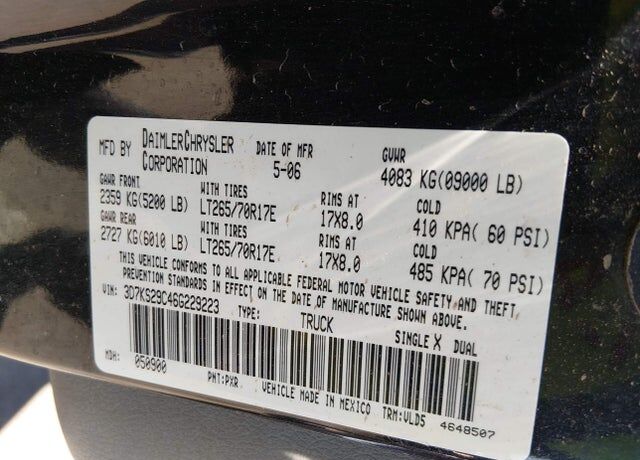 MFD BY DAIMLERCHRYSLER CORPORATION DATE OF MFR 5-06 GVWR 4083 KG(09000 LB)
GAWR FRONT WITH TIRES RIMS AT COLD
2359 KG(5200 LB) LT265/70R17E 17X8.0 410 KPA( 60 PSI)
GAWR REAR WITH TIRES RIMS AT COLD
2727 KG(6010 LB) LT265/70R17E 17X8.0 485 KPA( 70 PSI)
THIS VEHICLE CONFORMS TO ALL APPLICABLE FEDERAL MOTOR VEHICLE SAFETY AND THEFT
PREVENTION STANDARDS IN EFFECT ON THE DATE OF MANUFACTURE SHOWN ABOVE.
VIN: 3D7KS29C46G229223 TYPE: TRUCK SINGLE X DUAL
MDH: 050900
PNT:PXR VEHICLE MADE IN MEXICO TRM:VLD5 4648507